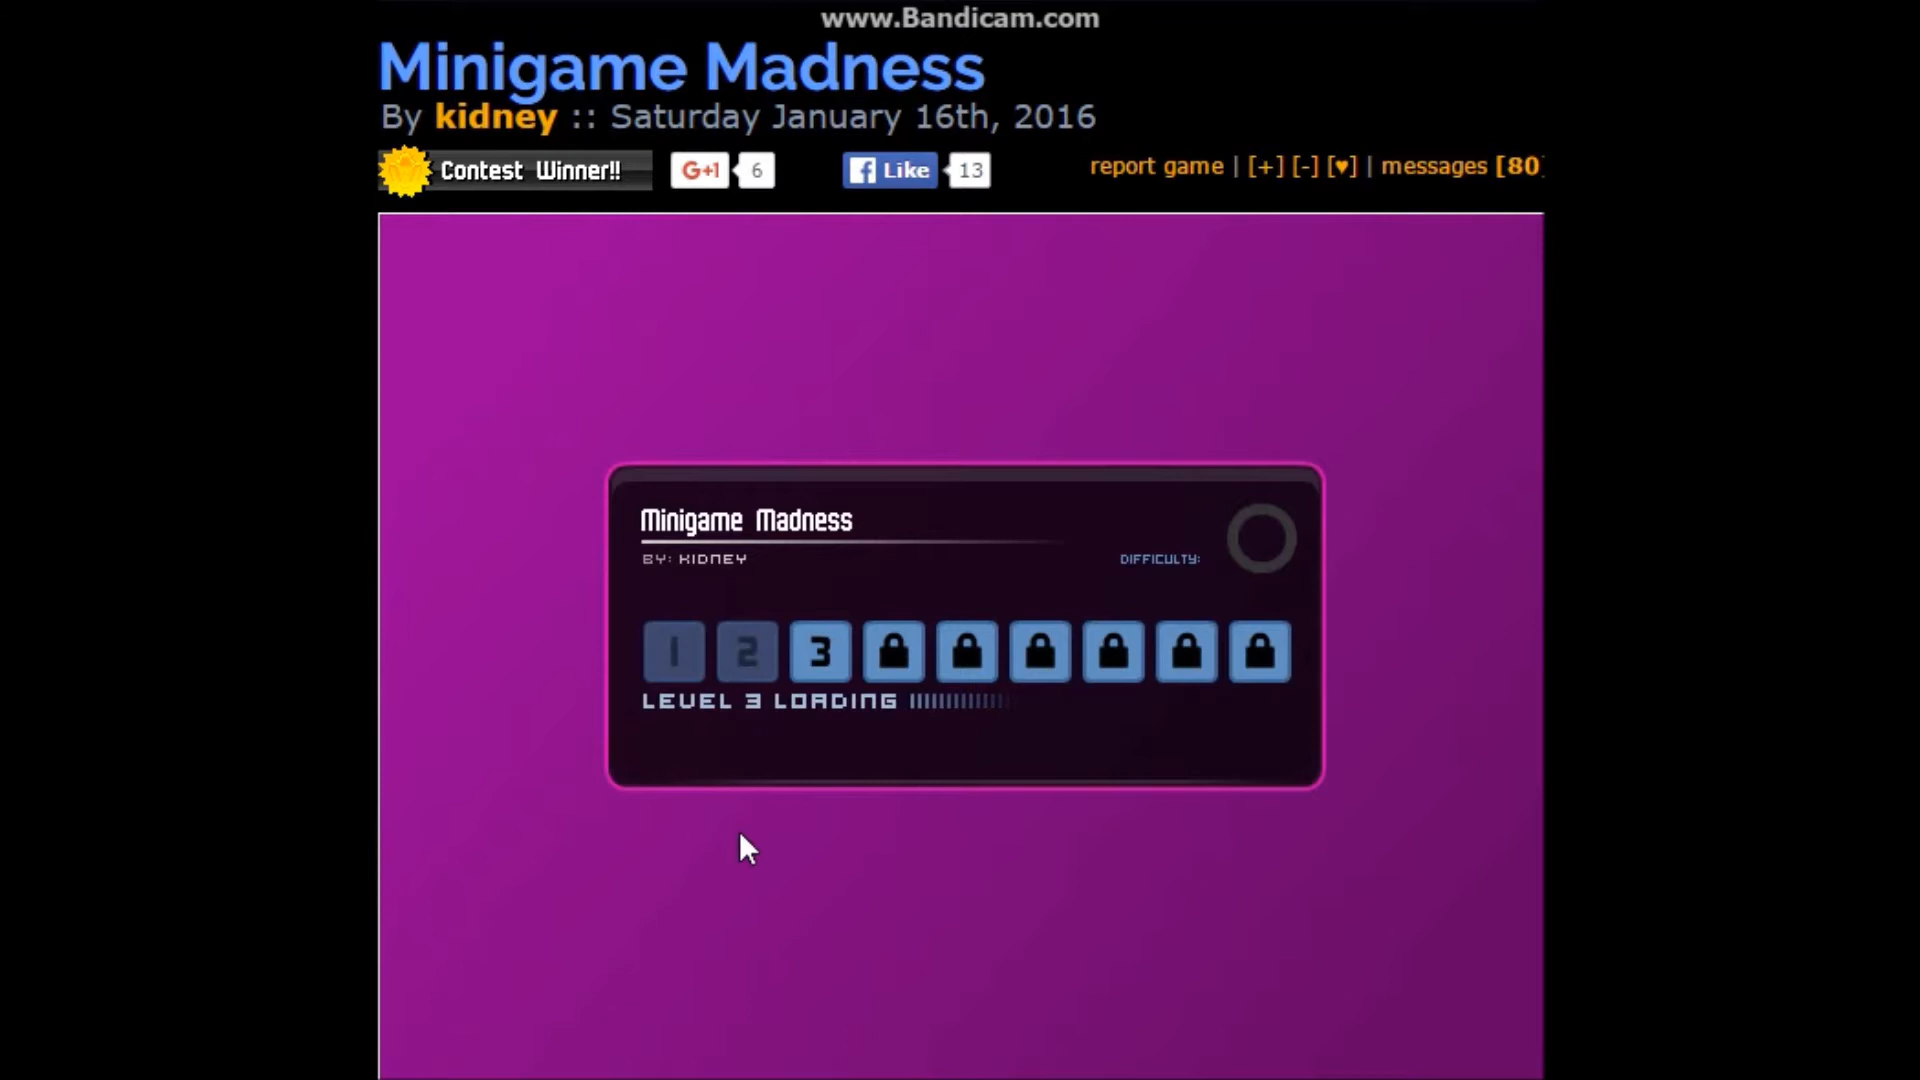 www.Bandicam.com
Minigame Madness
By kidney :: Saturday January 16th, 2016
Contest Winner!! G+1 6 Like 13 report game | [+] [-] [♥] | messages [80]
Minigame Madness
BY: KIDNEY DIFFICULTY:
1 2 3
LEVEL 3 LOADING